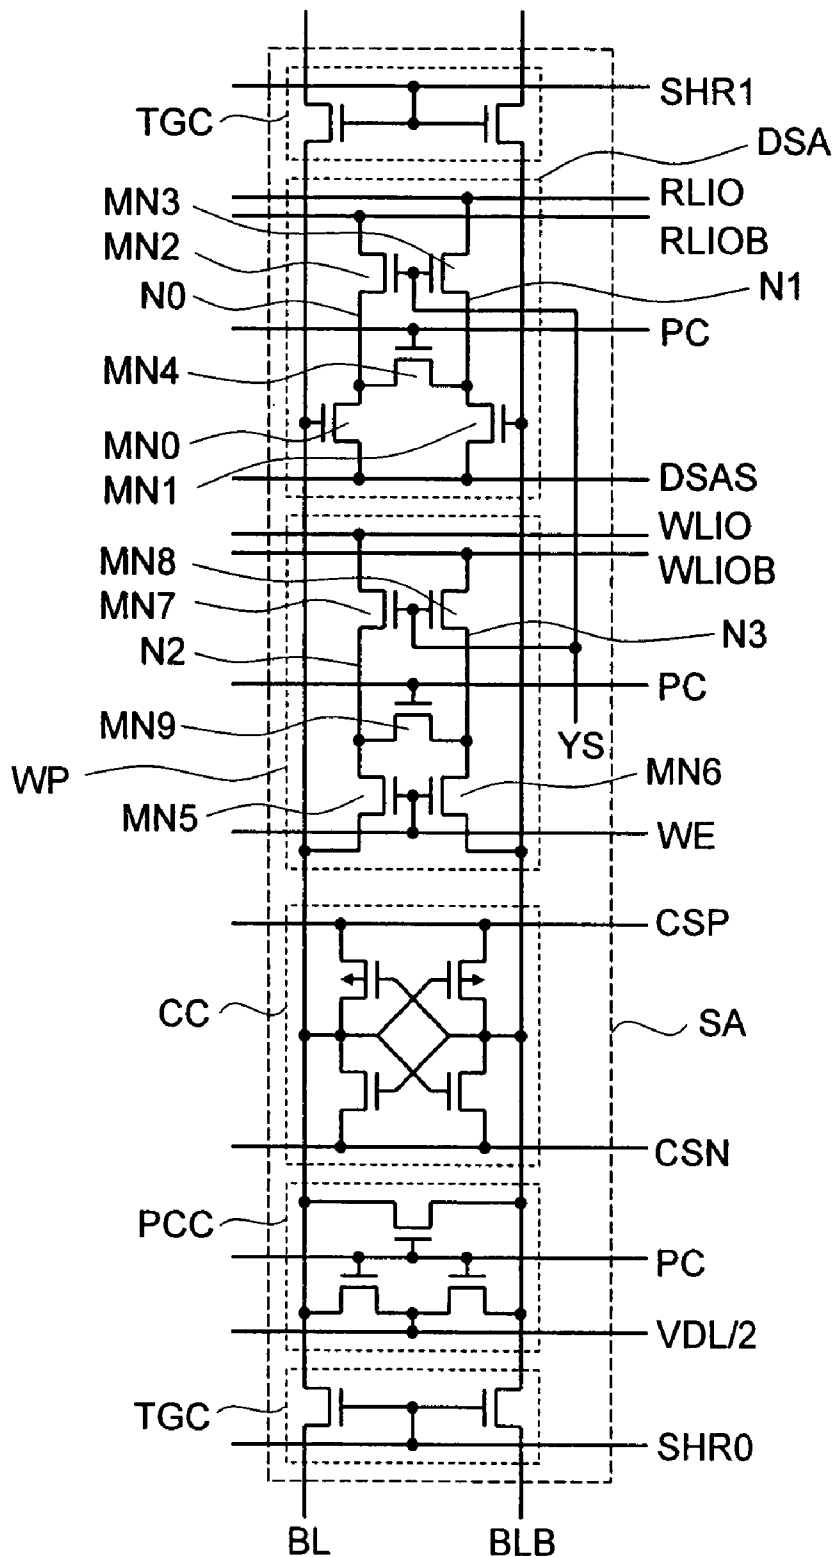 SHR1
TGC
DSA
MN3
RLIO
MN2
RLIOB
N0
N1
PC
MN4
MN0
MN1
DSAS
WLIO
MN8
WLIOB
MN7
N2
N3
PC
MN9
YS
WP
MN6
MN5
WE
CSP
CC
SA
CSN
PCC
PC
VDL/2
TGC
SHR0
BL
BLB